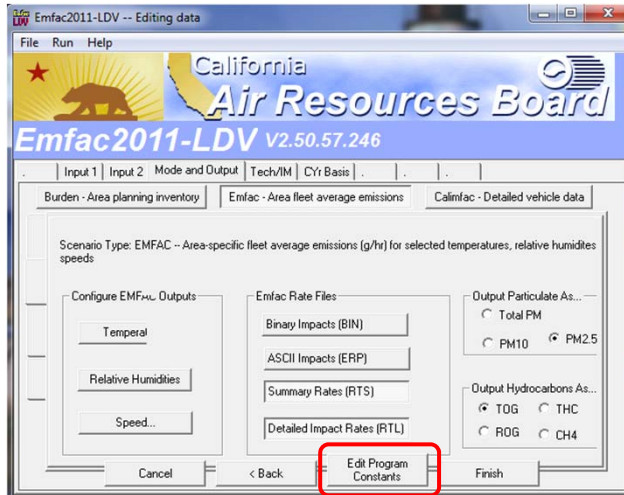 Emfac2011-LDV -- Editing data
File Run Help
California
Air Resources Board
Emfac2011-LDV V2.50.57.246
Input 1 Input 2 Mode and Output Tech/IM CYr Basis
Burden - Area planning inventory Emfac - Area fleet average emissions Calimfac - Detailed vehicle data
Scenario Type: EMFAC -- Area-specific fleet average emissions (g/hr) for selected temperatures, relative humidites
speeds
Configure EMFAC Outputs
Temperat
Relative Humidities
Speed...
Emfac Rate Files
Binary Impacts (BIN)
ASCII Impacts (ERP)
Summary Rates (RTS)
Detailed Impact Rates (RTL)
Output Particulate As...
Total PM
PM10 PM2.5
Output Hydrocarbons As...
TOG THC
ROG CH4
Cancel < Back Edit Program Constants Finish